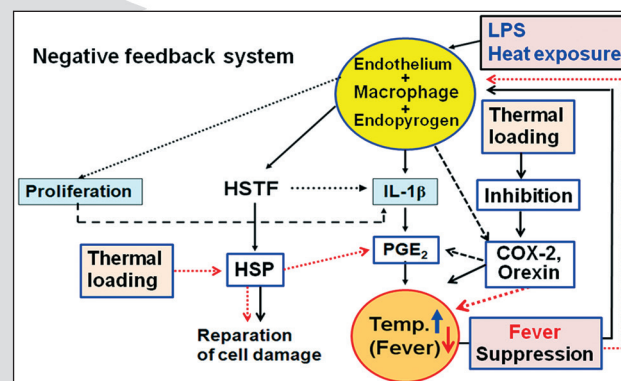 Negative feedback system
LPS
Heat exposure
Endothelium
+
Macrophage
+
Endopyrogen
Thermal
loading
Proliferation
HSTF
IL-1β
Inhibition
Thermal
loading
HSP
PGE₂
COX-2,
Orexin
Reparation
of cell damage
Temp.
(Fever)
Fever
Suppression